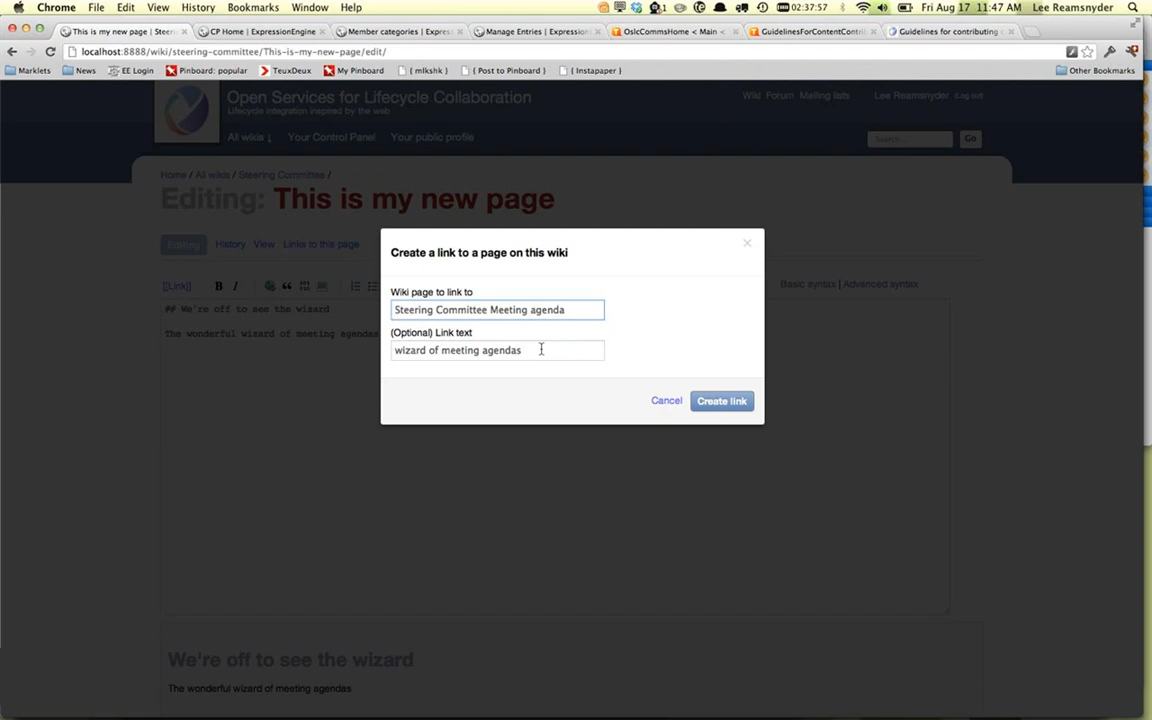 Chrome File Edit View History Bookmarks Window Help 02:37:57 Fri Aug 17 11:47 AM Lee Reamsnyder
This is my new page | Steer CP Home | ExpressionEngine Member categories | Expres Manage Entries | Expression OslcCommsHome < Main < GuidelinesForContentContri Guidelines for contributing
localhost:8888/wiki/steering-committee/This-is-my-new-page/edit/
Marklets News EE Login Pinboard: popular TeuxDeux My Pinboard { mlkshk } { Post to Pinboard } { Instapaper } Other Bookmarks
Open Services for Lifecycle Collaboration
Lifecycle integration inspired by the web
Wiki Forum Mailing lists Lee Reamsnyder (Log out)
All wikis ↓ Your Control Panel Your public profile Search... Go
Home / All wikis / Steering Committee /
Editing: This is my new page
Editing History View Links to this page
[[Link]] B I Basic syntax | Advanced syntax
## We're off to see the wizard
The wonderful wizard of meeting agendas
Create a link to a page on this wiki ×
Wiki page to link to
Steering Committee Meeting agenda
(Optional) Link text
wizard of meeting agendas
Cancel Create link
We're off to see the wizard
The wonderful wizard of meeting agendas